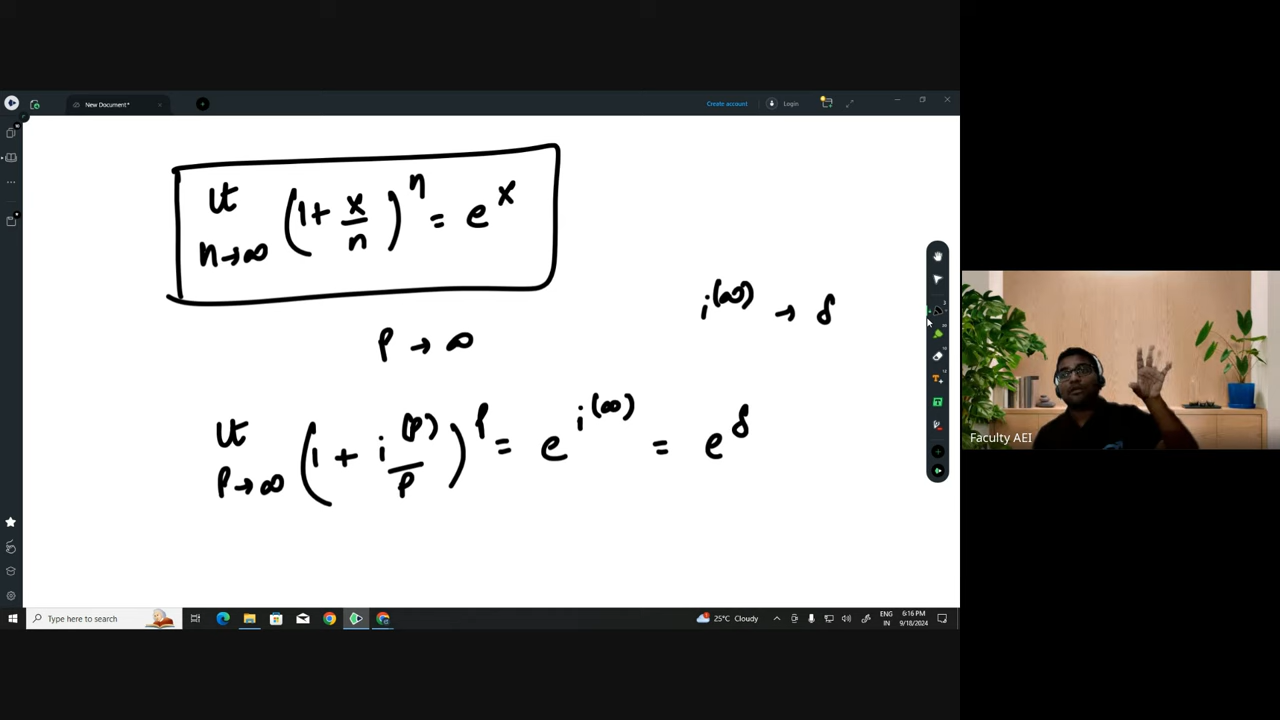 New Document*
Create account
Login
lt (1 + x/n)^n = e^x
n→∞
i^(∞) → δ
p → ∞
lt (1 + i^(p)/p)^p = e^i^(∞) = e^δ
p→∞
Faculty AEI
Type here to search
25°C Cloudy
ENG
IN
6:16 PM
9/18/2024